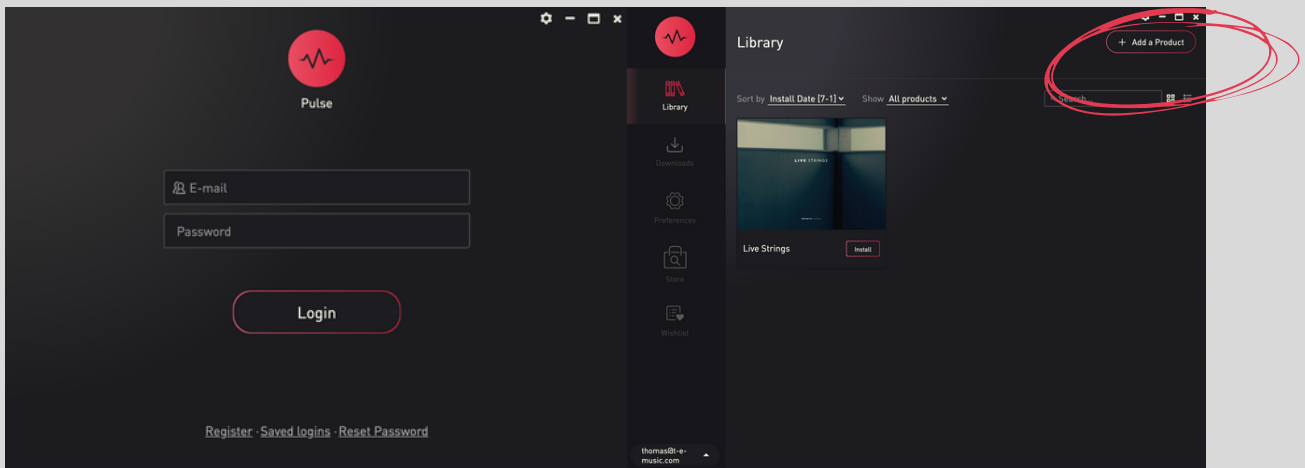 Pulse
E-mail
Password
Login
Register · Saved logins · Reset Password
Library
Downloads
Preferences
Store
Wishlist
thomas@t-e-
music.com
Library
+ Add a Product
Sort by Install Date [7-1] Show All products
Search...
LIVE STRINGS
Live Strings
Install